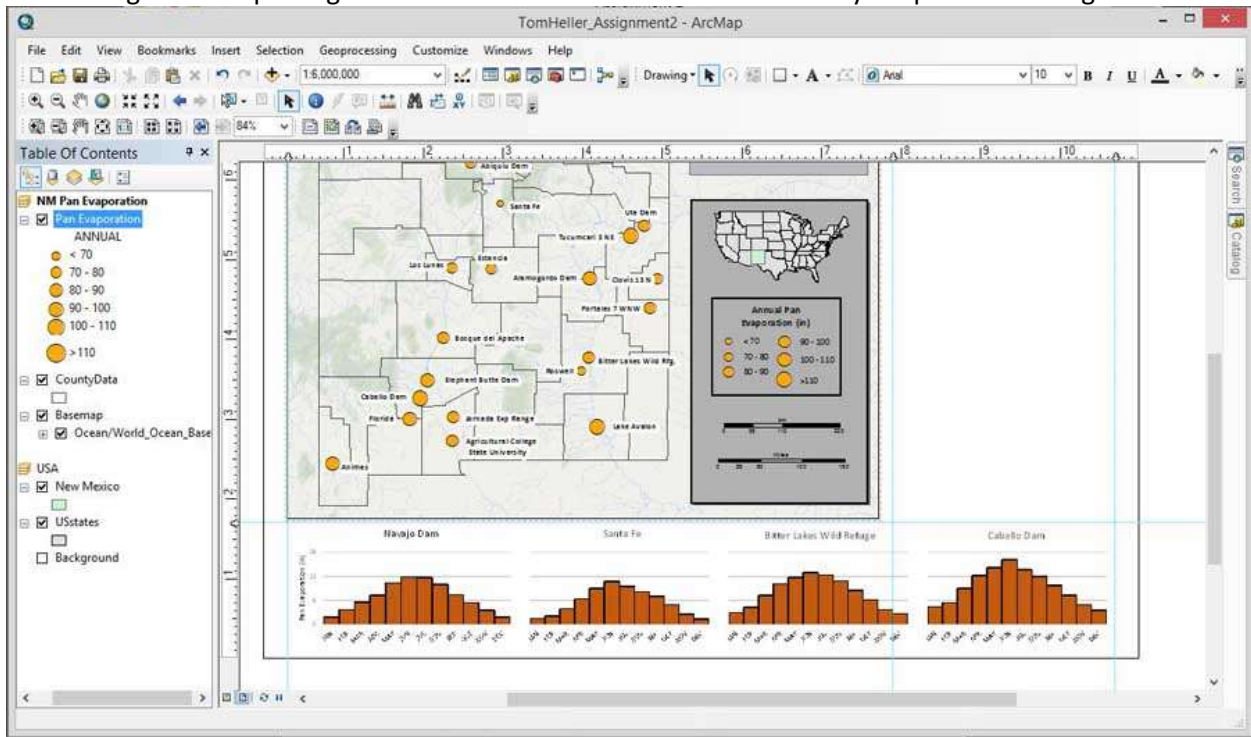 TomHeller_Assignment2 - ArcMap
File Edit View Bookmarks Insert Selection Geoprocessing Customize Windows Help
1:6,000,000
Drawing
Arial
10
B I U A
84%
Table Of Contents
NM Pan Evaporation
Pan Evaporation
ANNUAL
< 70
70 - 80
80 - 90
90 - 100
100 - 110
>110
CountyData
Basemap
Ocean/World_Ocean_Base
USA
New Mexico
USstates
Background
Search
Catalog
Abiquiu Dam
Santa Fe
Ute Dam
Tucumcari 3 NE
Los Lunas
Estancia
Alamogordo Dam
Clovis 13 N
Portales 7 WNW
Bosque del Apache
Bitter Lakes Wild Rfg.
Roswell
Elephant Butte Dam
Caballo Dam
Florida
Jornada Exp Range
Lake Avalon
Agricultural College
State University
Animas
Annual Pan
Evaporation (in)
< 70
90 - 100
70 - 80
100 - 110
80 - 90
>110
Navajo Dam
Santa Fe
Bitter Lakes Wild Refuge
Caballo Dam
Pan Evaporation (in)